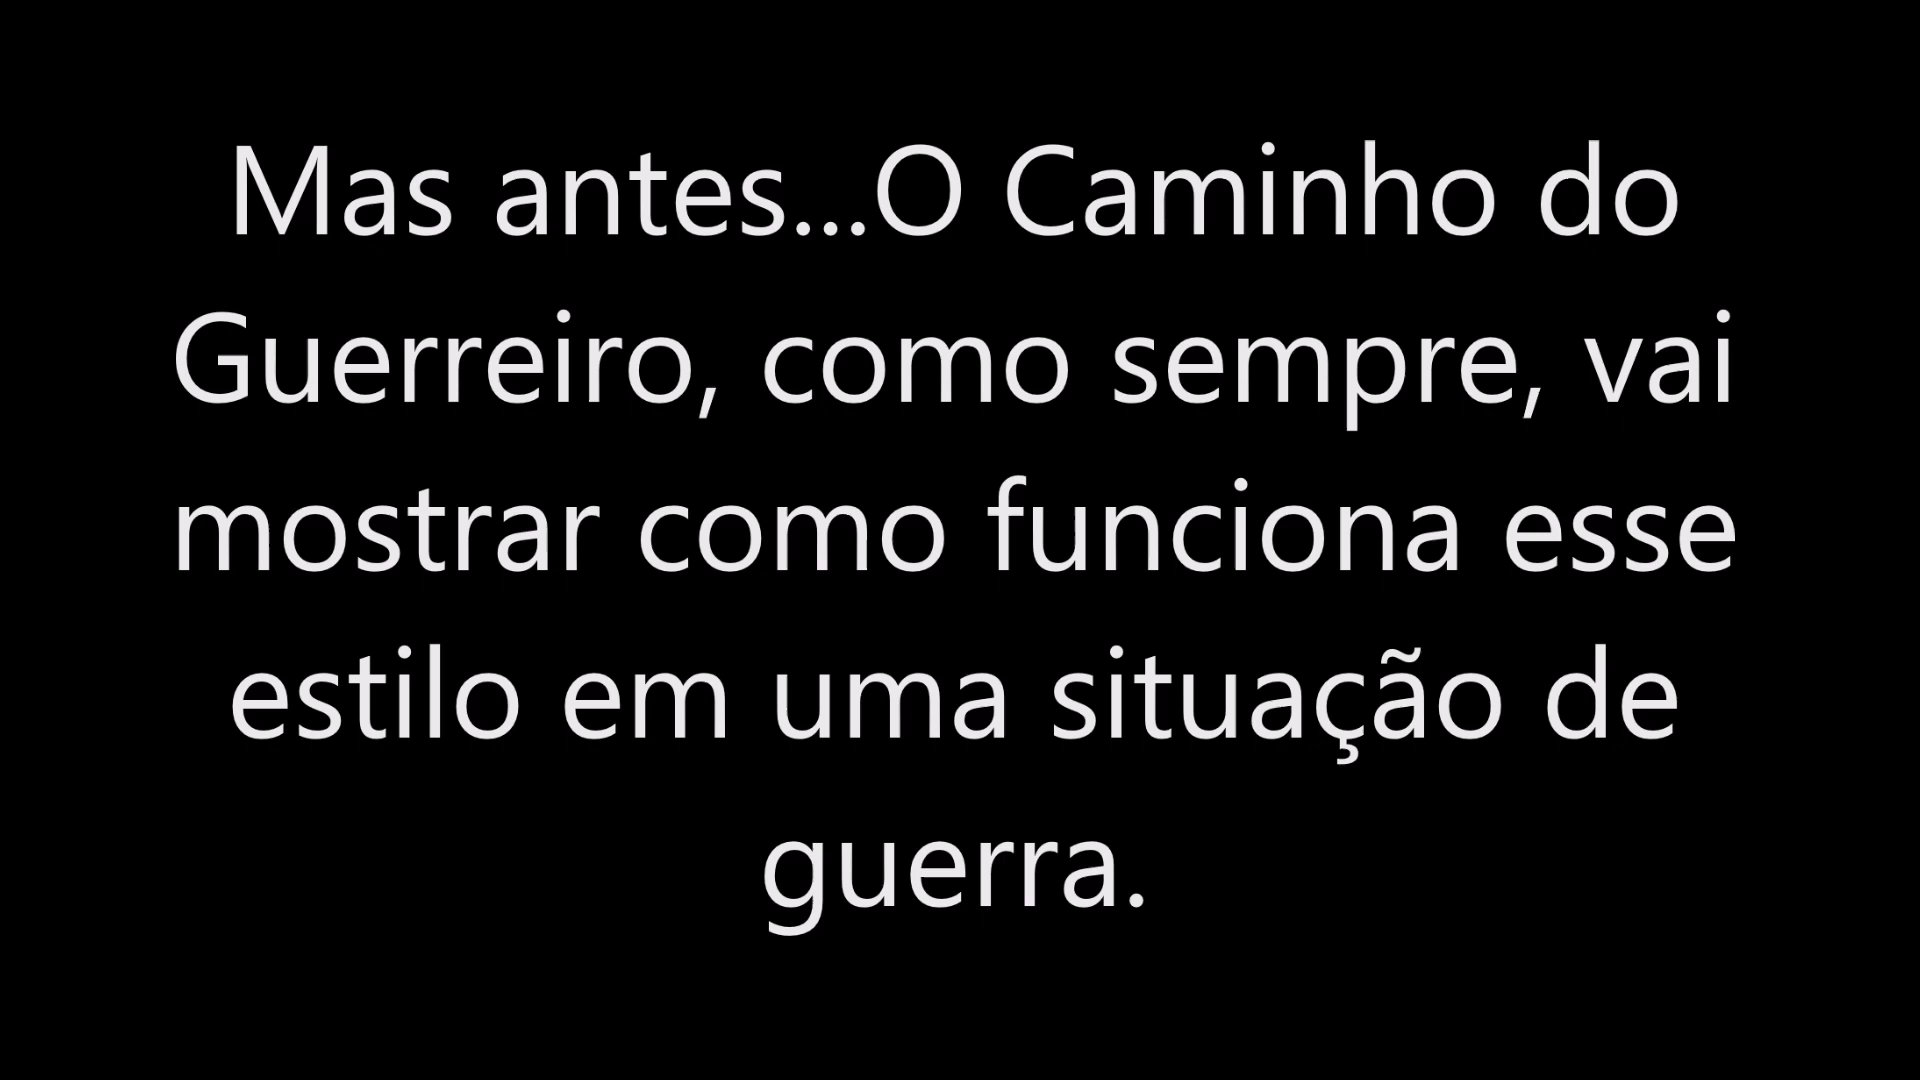 Mas antes...O Caminho do
Guerreiro, como sempre, vai
mostrar como funciona esse
estilo em uma situação de
guerra.